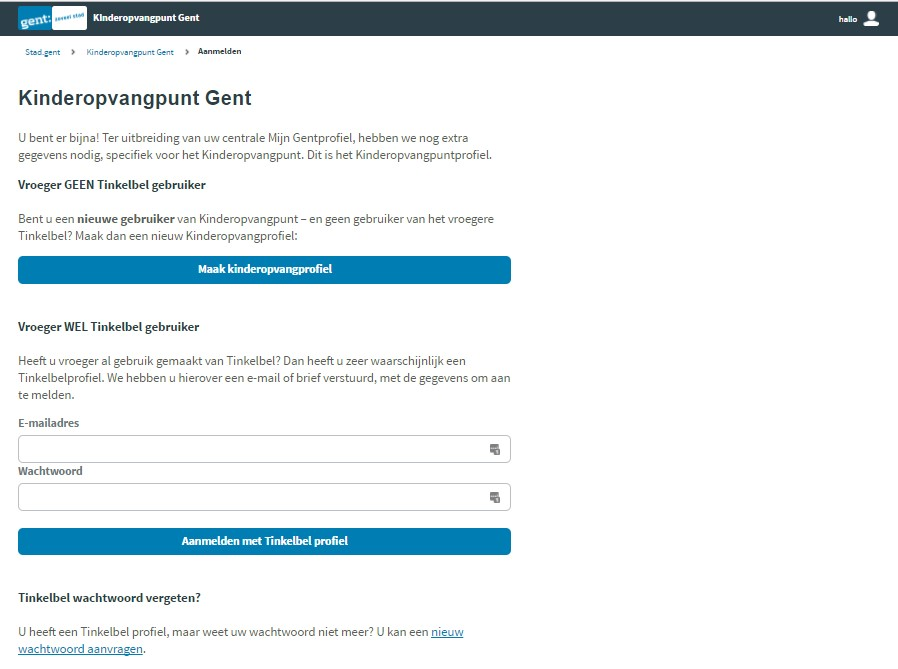 gent: zoveel stad
Kinderopvangpunt Gent
hallo
Stad.gent > Kinderopvangpunt Gent > Aanmelden
Kinderopvangpunt Gent
U bent er bijna! Ter uitbreiding van uw centrale Mijn Gentprofiel, hebben we nog extra
gegevens nodig, specifiek voor het Kinderopvangpunt. Dit is het Kinderopvangpuntprofiel.
Vroeger GEEN Tinkelbel gebruiker
Bent u een nieuwe gebruiker van Kinderopvangpunt – en geen gebruiker van het vroegere
Tinkelbel? Maak dan een nieuw Kinderopvangprofiel:
Maak kinderopvangprofiel
Vroeger WEL Tinkelbel gebruiker
Heeft u vroeger al gebruik gemaakt van Tinkelbel? Dan heeft u zeer waarschijnlijk een
Tinkelbelprofiel. We hebben u hierover een e-mail of brief verstuurd, met de gegevens om aan
te melden.
E-mailadres
Wachtwoord
Aanmelden met Tinkelbel profiel
Tinkelbel wachtwoord vergeten?
U heeft een Tinkelbel profiel, maar weet uw wachtwoord niet meer? U kan een nieuw
wachtwoord aanvragen.